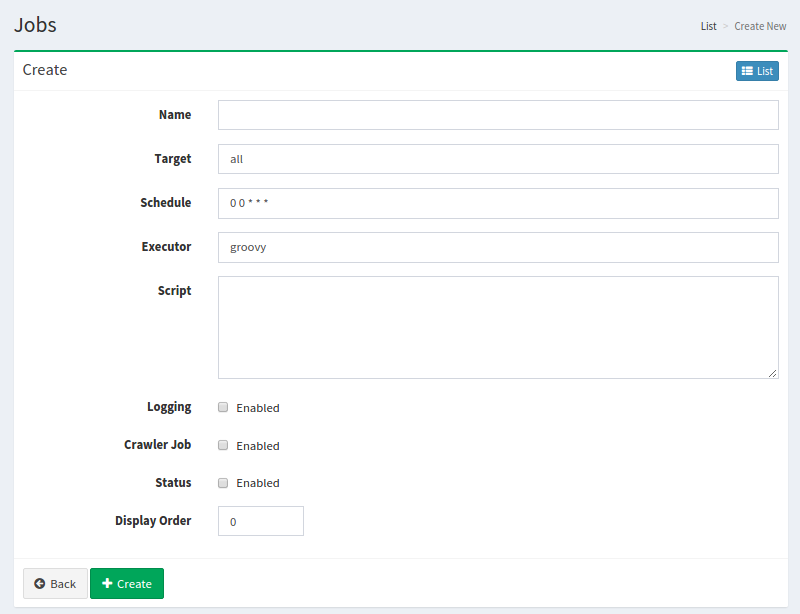 Jobs
List > Create New
Create
List
Name
Target all
Schedule 0 0 * * *
Executor groovy
Script
Logging Enabled
Crawler Job Enabled
Status Enabled
Display Order 0
Back Create